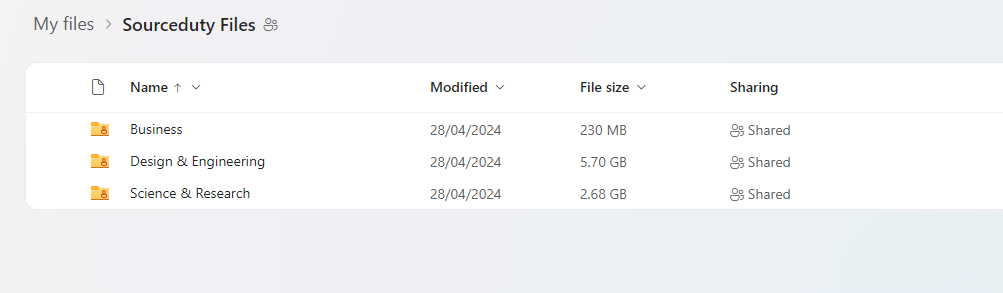 My files > Sourceduty Files
Name ↑ Modified File size Sharing
Business 28/04/2024 230 MB Shared
Design & Engineering 28/04/2024 5.70 GB Shared
Science & Research 28/04/2024 2.68 GB Shared